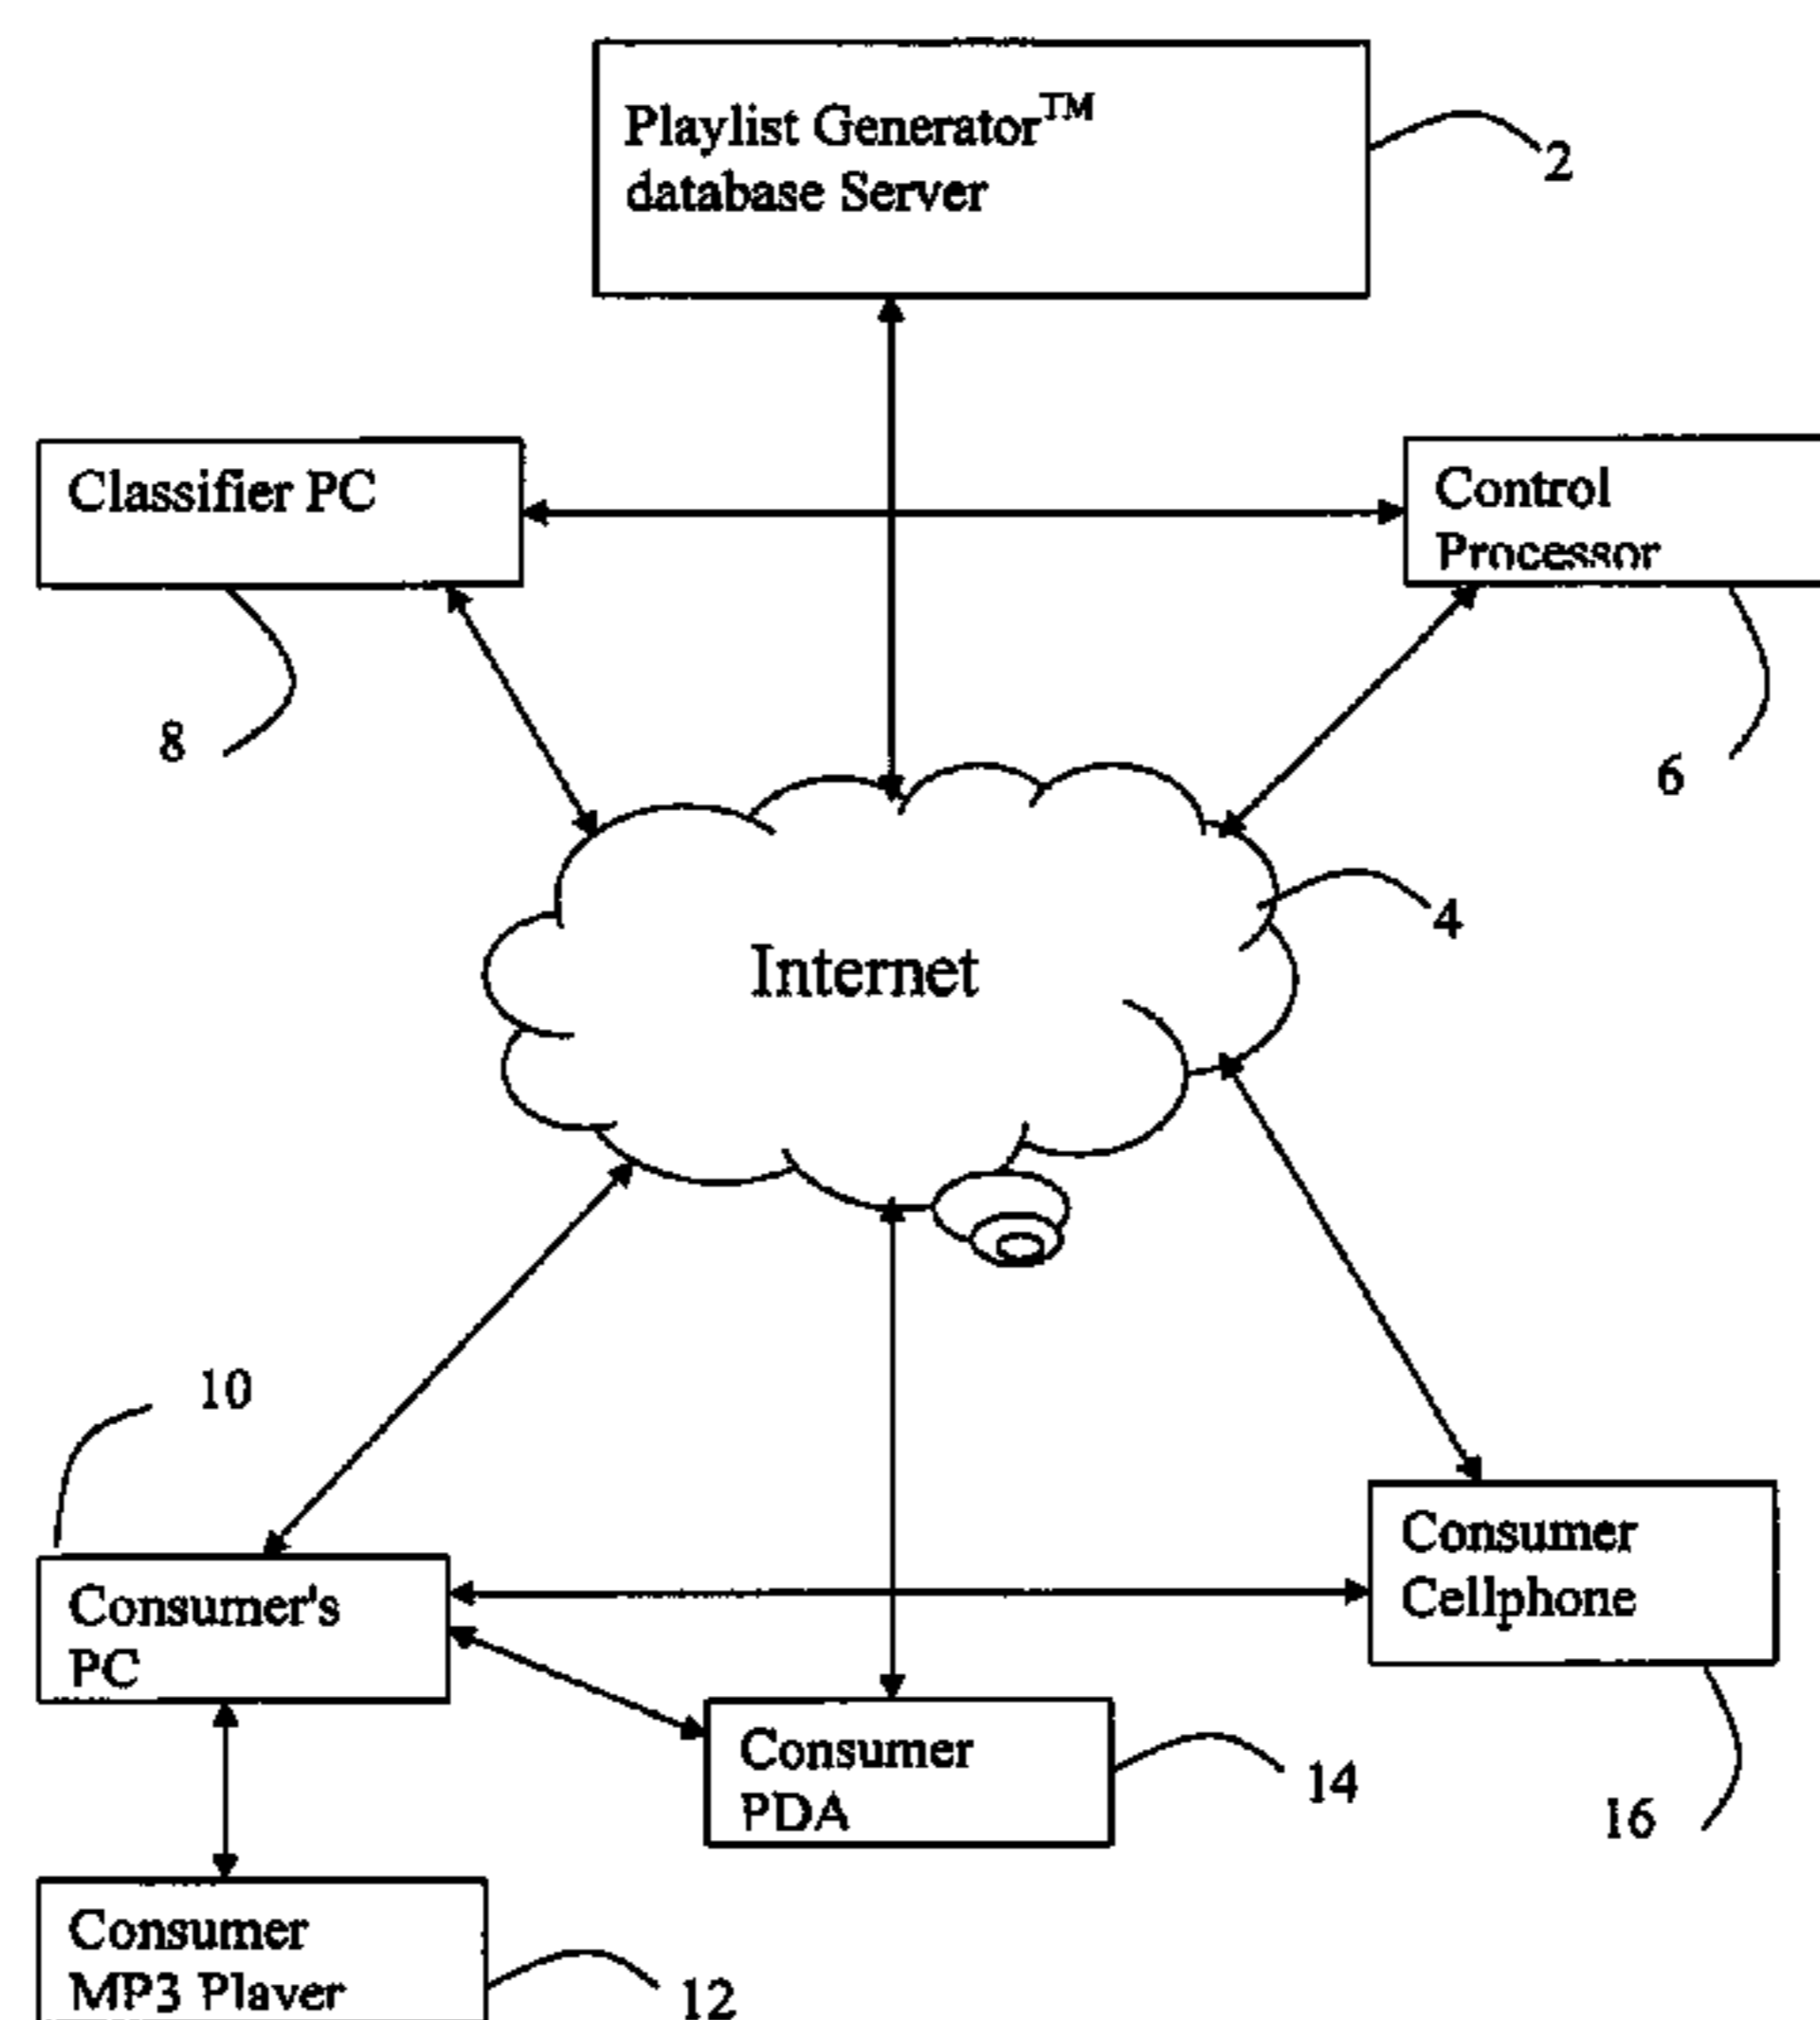 Playlist Generator™
database Server
2
Classifier PC
Control
Processor
8
6
4
Internet
10
Consumer's
PC
Consumer
Cellphone
Consumer
PDA
14
16
Consumer
MP3 Player
12